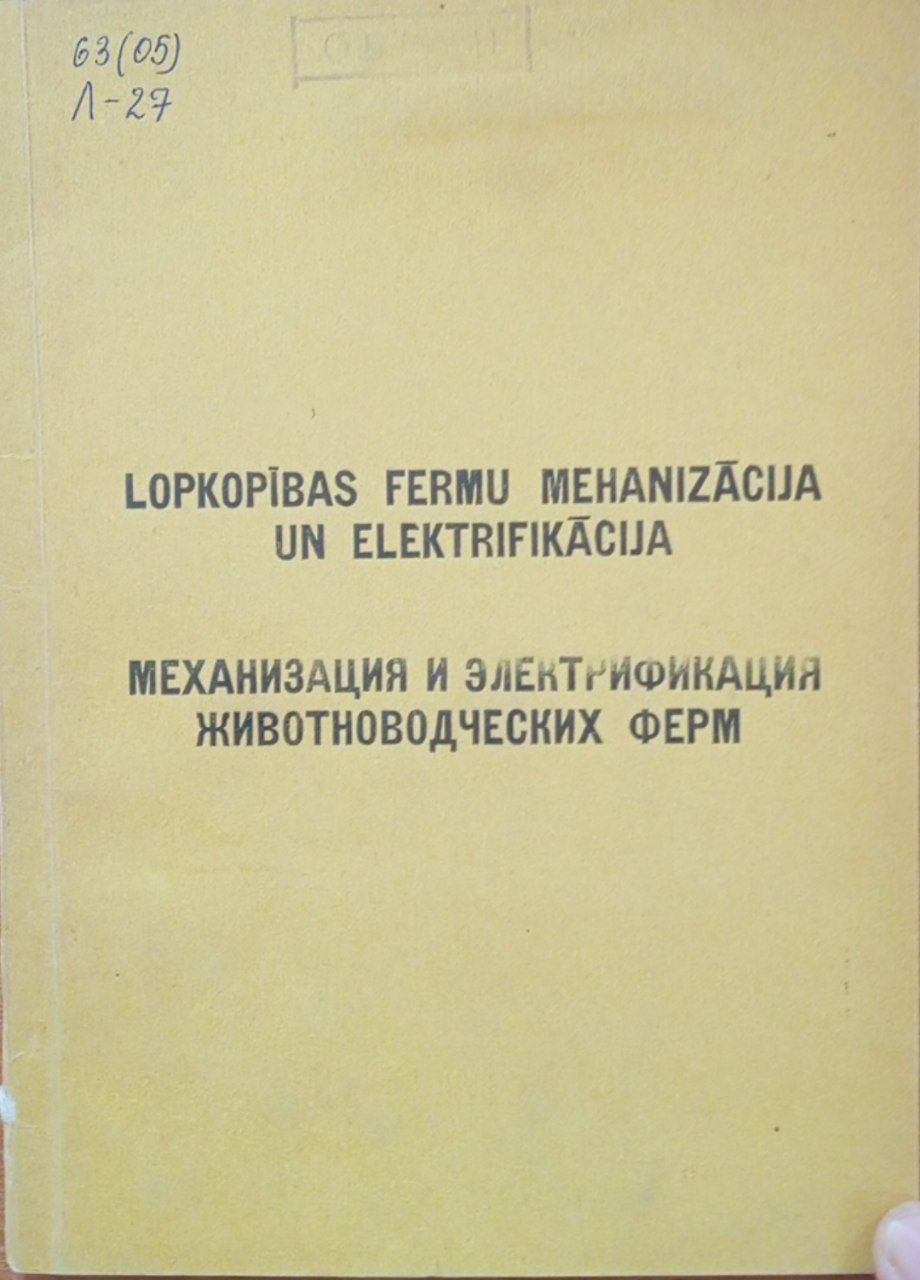 63(05)
Л-27
LOPKOPĪBAS FERMU MEHANIZĀCIJA
UN ELEKTRIFIKĀCIJA
МЕХАНИЗАЦИЯ И ЭЛЕКТРИФИКАЦИЯ
ЖИВОТНОВОДЧЕСКИХ ФЕРМ